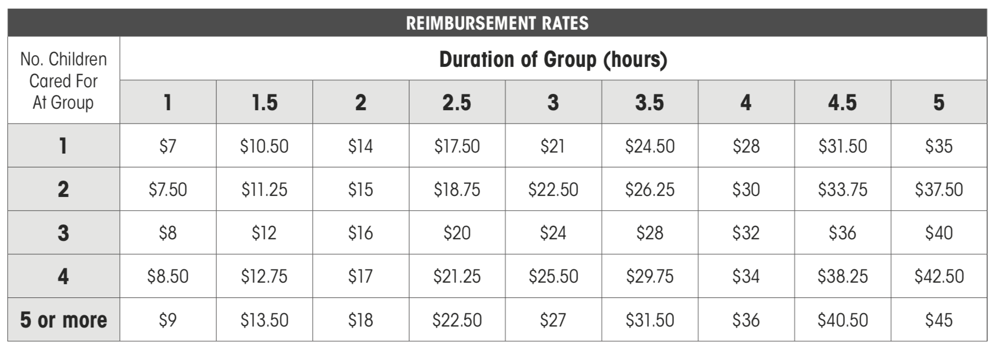 REIMBURSEMENT RATES
No. Children
Cared For
At Group
Duration of Group (hours)
1 1.5 2 2.5 3 3.5 4 4.5 5
1 $7 $10.50 $14 $17.50 $21 $24.50 $28 $31.50 $35
2 $7.50 $11.25 $15 $18.75 $22.50 $26.25 $30 $33.75 $37.50
3 $8 $12 $16 $20 $24 $28 $32 $36 $40
4 $8.50 $12.75 $17 $21.25 $25.50 $29.75 $34 $38.25 $42.50
5 or more $9 $13.50 $18 $22.50 $27 $31.50 $36 $40.50 $45